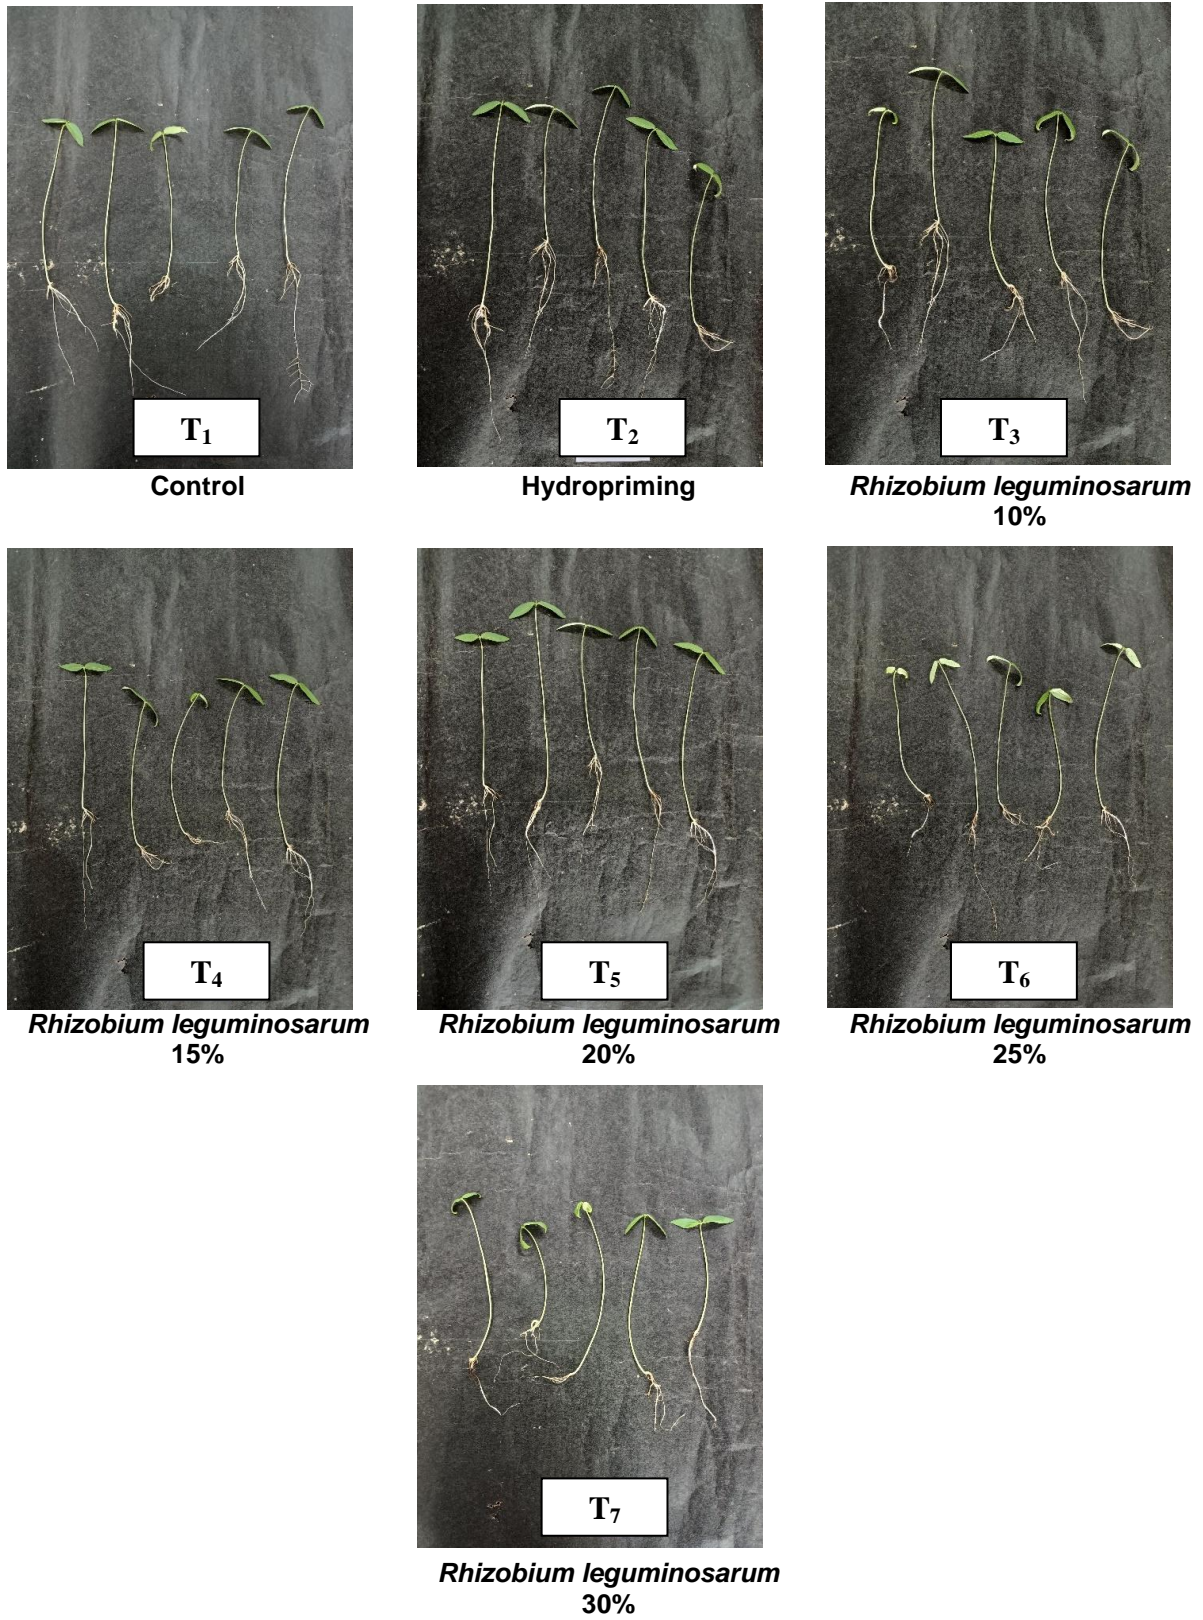 T₁
Control
T₂
Hydropriming
T₃
Rhizobium leguminosarum
10%
T₄
Rhizobium leguminosarum
15%
T₅
Rhizobium leguminosarum
20%
T₆
Rhizobium leguminosarum
25%
T₇
Rhizobium leguminosarum
30%